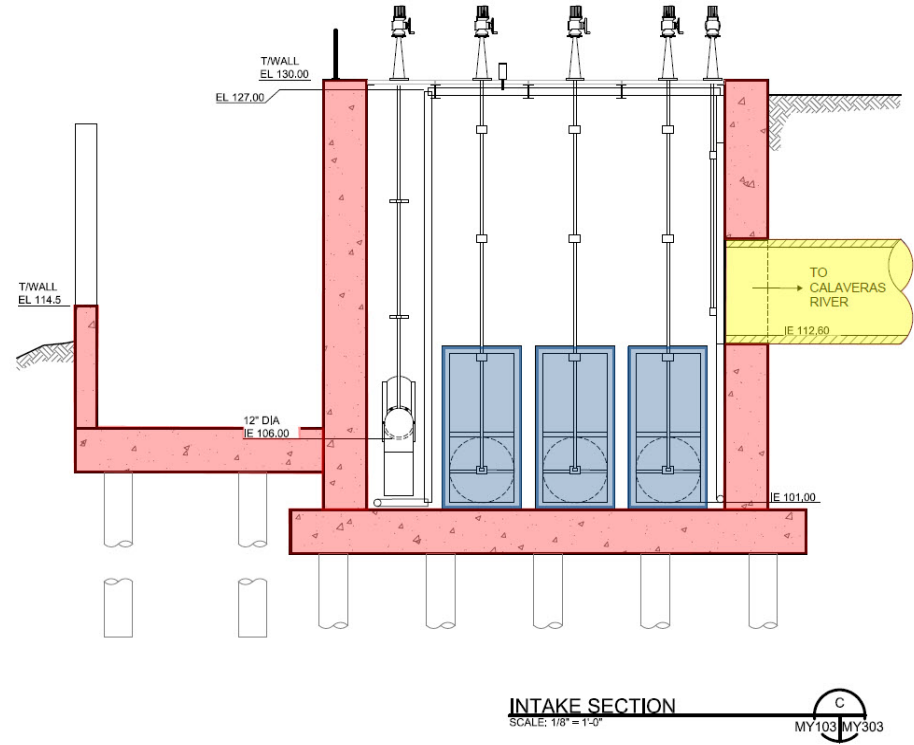 T/WALL
EL 130.00
EL 127.00
T/WALL
EL 114.5
TO
CALAVERAS
RIVER
IE 112.60
12" DIA
IE 106.00
IE 101.00
INTAKE SECTION
SCALE: 1/8" = 1'-0"
C
MY103 MY303